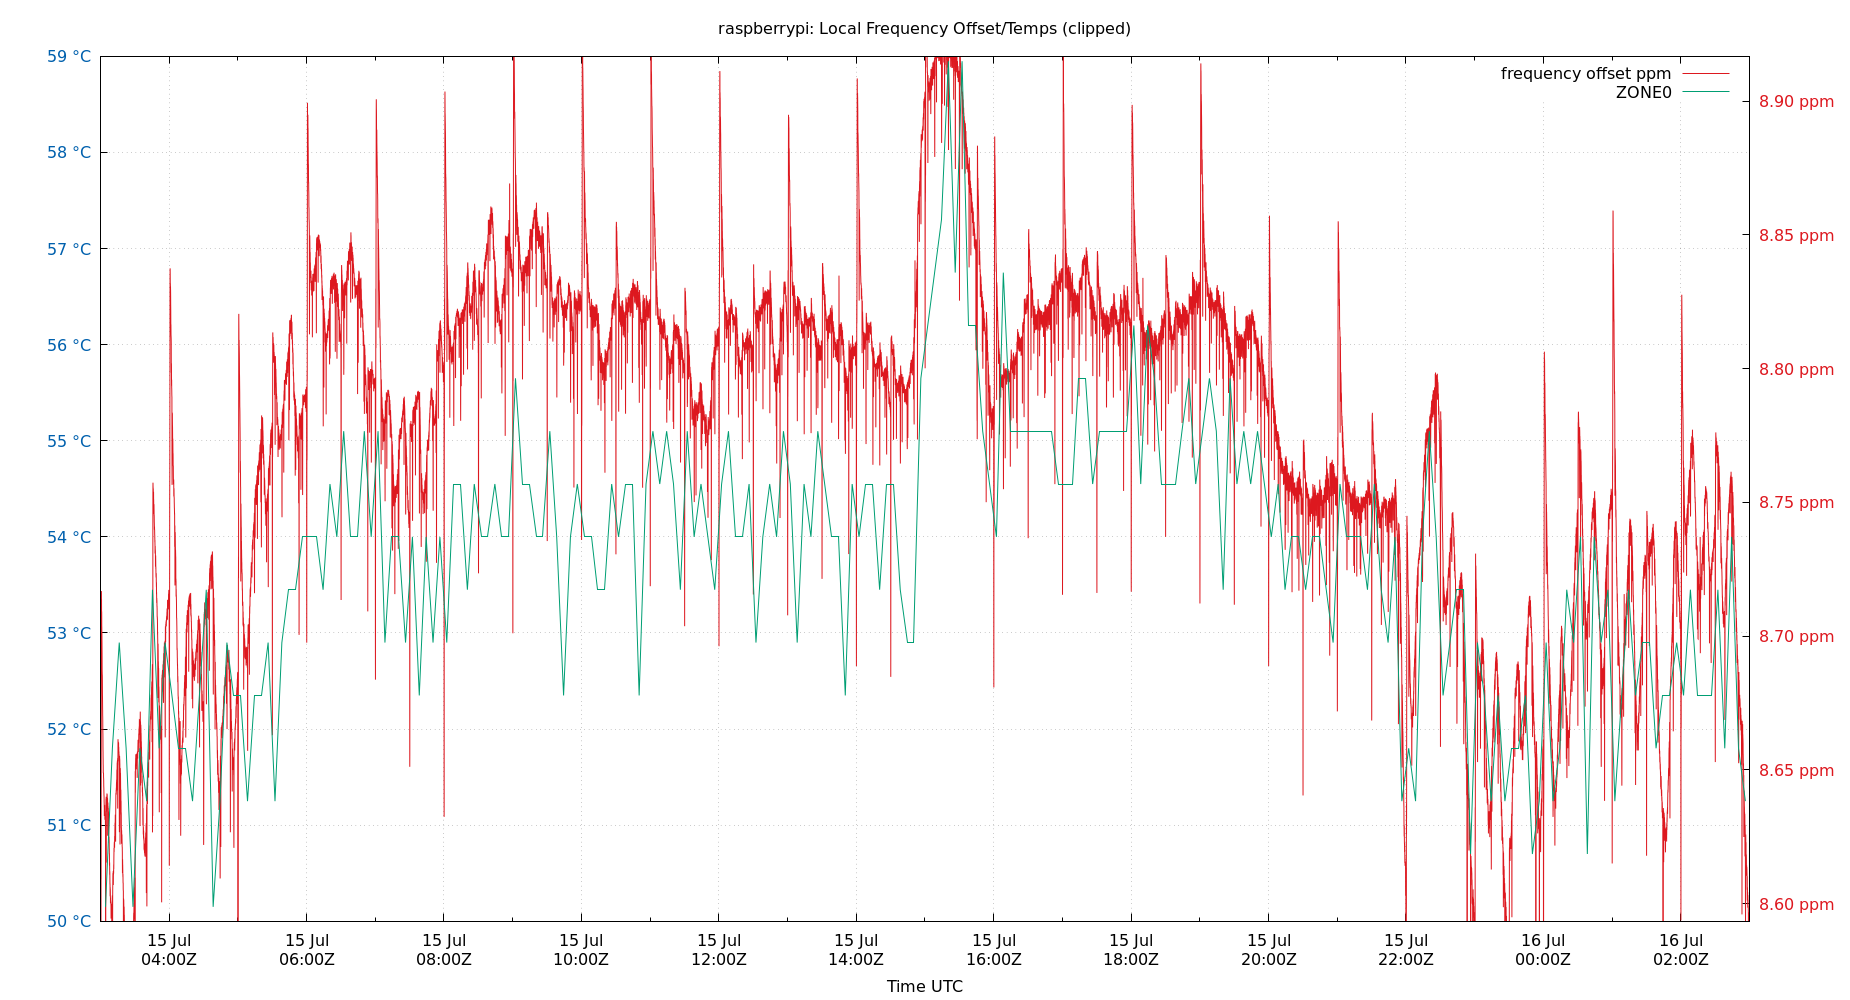 raspberrypi: Local Frequency Offset/Temps (clipped)
59 °C
58 °C
57 °C
56 °C
55 °C
54 °C
53 °C
52 °C
51 °C
50 °C
frequency offset ppm
ZONE0
8.90 ppm
8.85 ppm
8.80 ppm
8.75 ppm
8.70 ppm
8.65 ppm
8.60 ppm
15 Jul 15 Jul 15 Jul 15 Jul 15 Jul 15 Jul 15 Jul 15 Jul 15 Jul 15 Jul 16 Jul 16 Jul
04:00Z 06:00Z 08:00Z 10:00Z 12:00Z 14:00Z 16:00Z 18:00Z 20:00Z 22:00Z 00:00Z 02:00Z
Time UTC